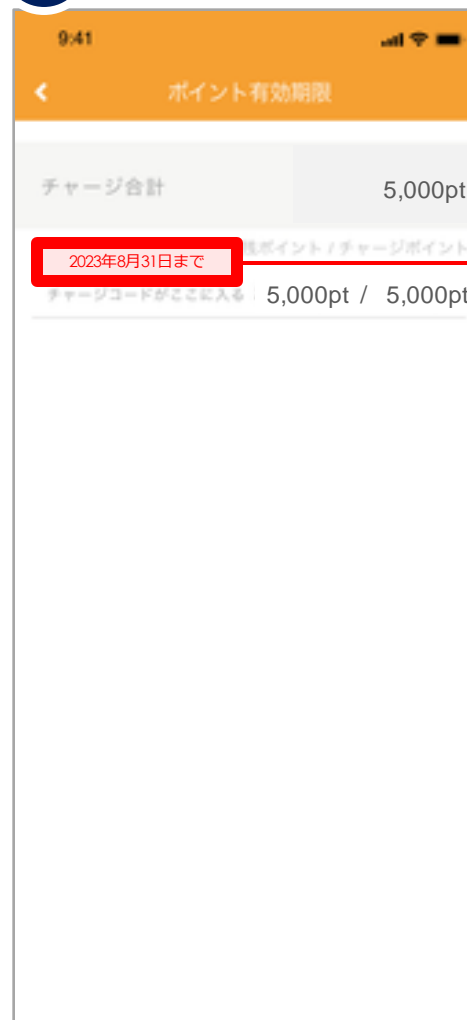 9:41
ポイント有効期限
チャージ合計
5,000pt
残ポイント / チャージポイント
2023年8月31日まで
チャージコードがここに入る
5,000pt / 5,000pt